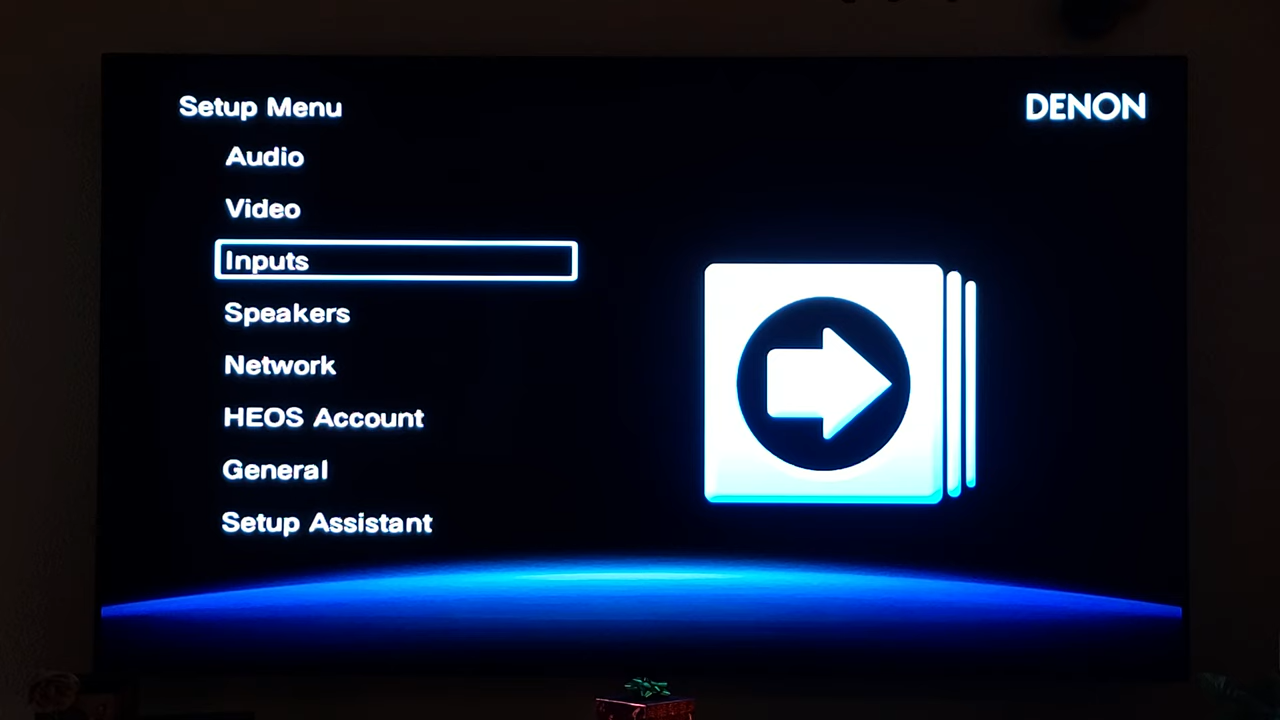 Setup Menu
DENON
Audio
Video
Inputs
Speakers
Network
HEOS Account
General
Setup Assistant